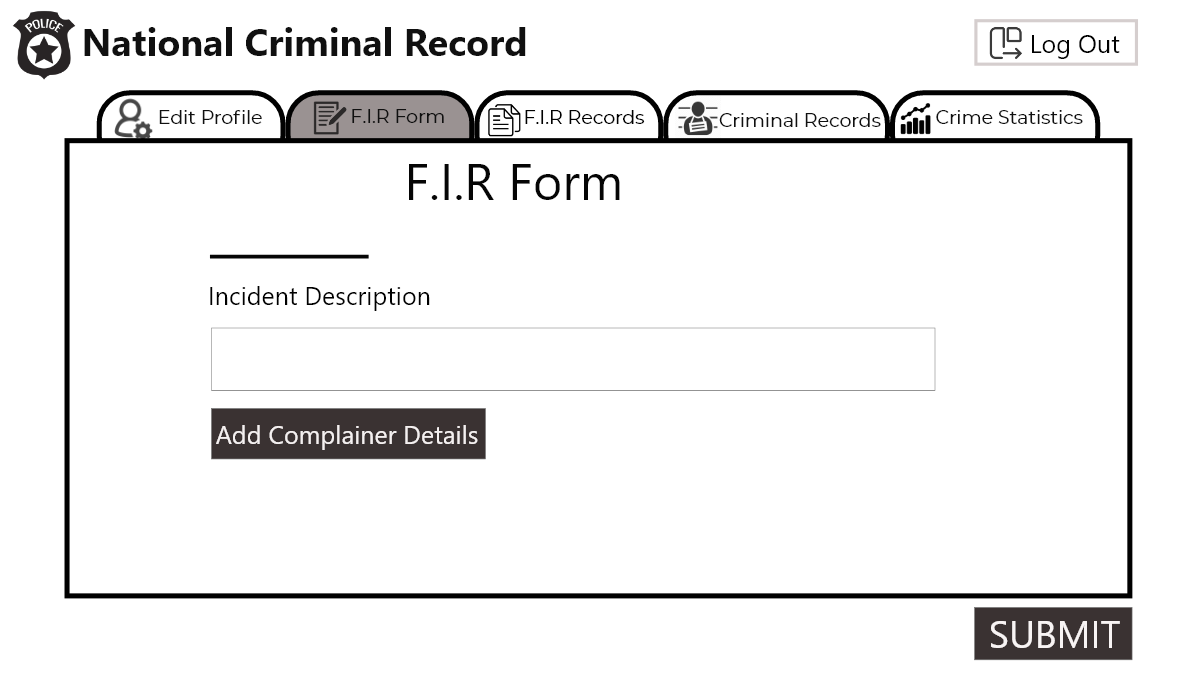 POLICE
National Criminal Record
Log Out
Edit Profile
F.I.R Form
F.I.R Records
Criminal Records
Crime Statistics
F.I.R Form
Incident Description
Add Complainer Details
SUBMIT